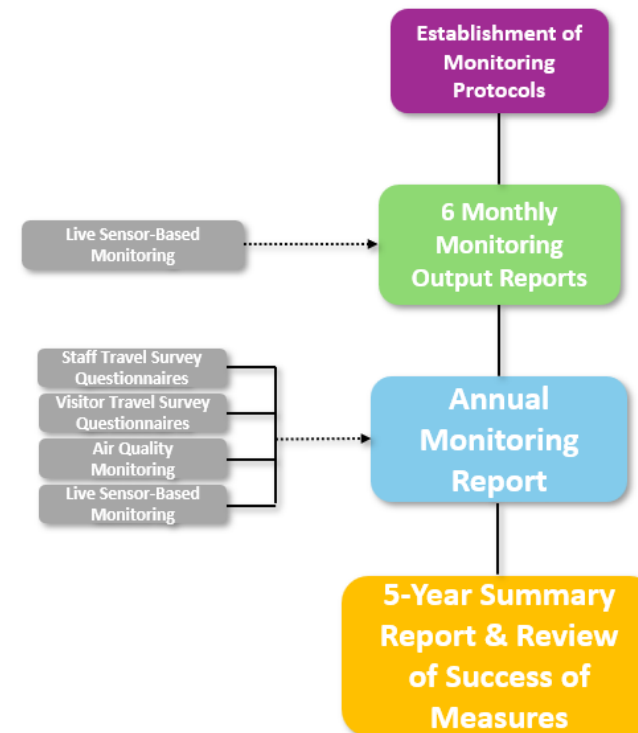 Establishment of
Monitoring
Protocols
6 Monthly
Monitoring
Output Reports
Live Sensor-Based
Monitoring
Staff Travel Survey
Questionnaires
Visitor Travel Survey
Questionnaires
Air Quality
Monitoring
Live Sensor-Based
Monitoring
Annual
Monitoring
Report
5-Year Summary
Report & Review
of Success of
Measures